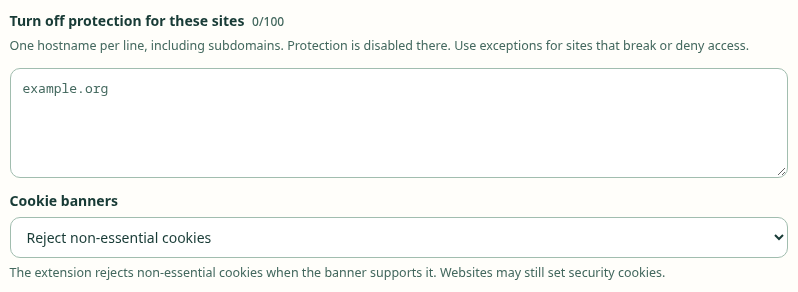 Turn off protection for these sites 0/100
One hostname per line, including subdomains. Protection is disabled there. Use exceptions for sites that break or deny access.
example.org
Cookie banners
Reject non-essential cookies
The extension rejects non-essential cookies when the banner supports it. Websites may still set security cookies.